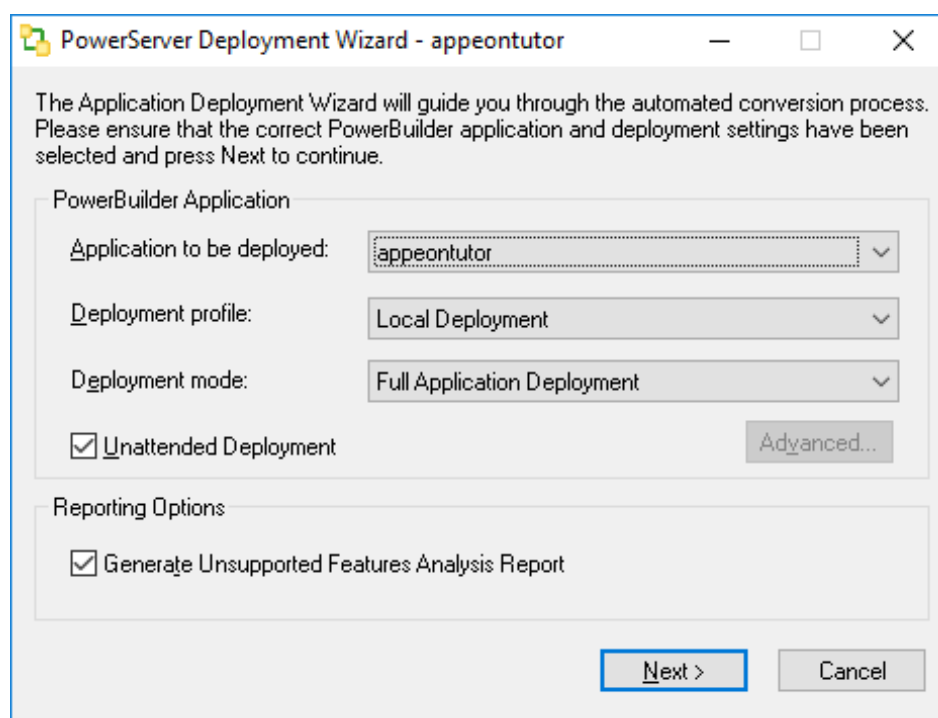 PowerServer Deployment Wizard - appeontutor
The Application Deployment Wizard will guide you through the automated conversion process.
Please ensure that the correct PowerBuilder application and deployment settings have been
selected and press Next to continue.
PowerBuilder Application
Application to be deployed: appeontutor
Deployment profile: Local Deployment
Deployment mode: Full Application Deployment
Unattended Deployment Advanced...
Reporting Options
Generate Unsupported Features Analysis Report
Next > Cancel